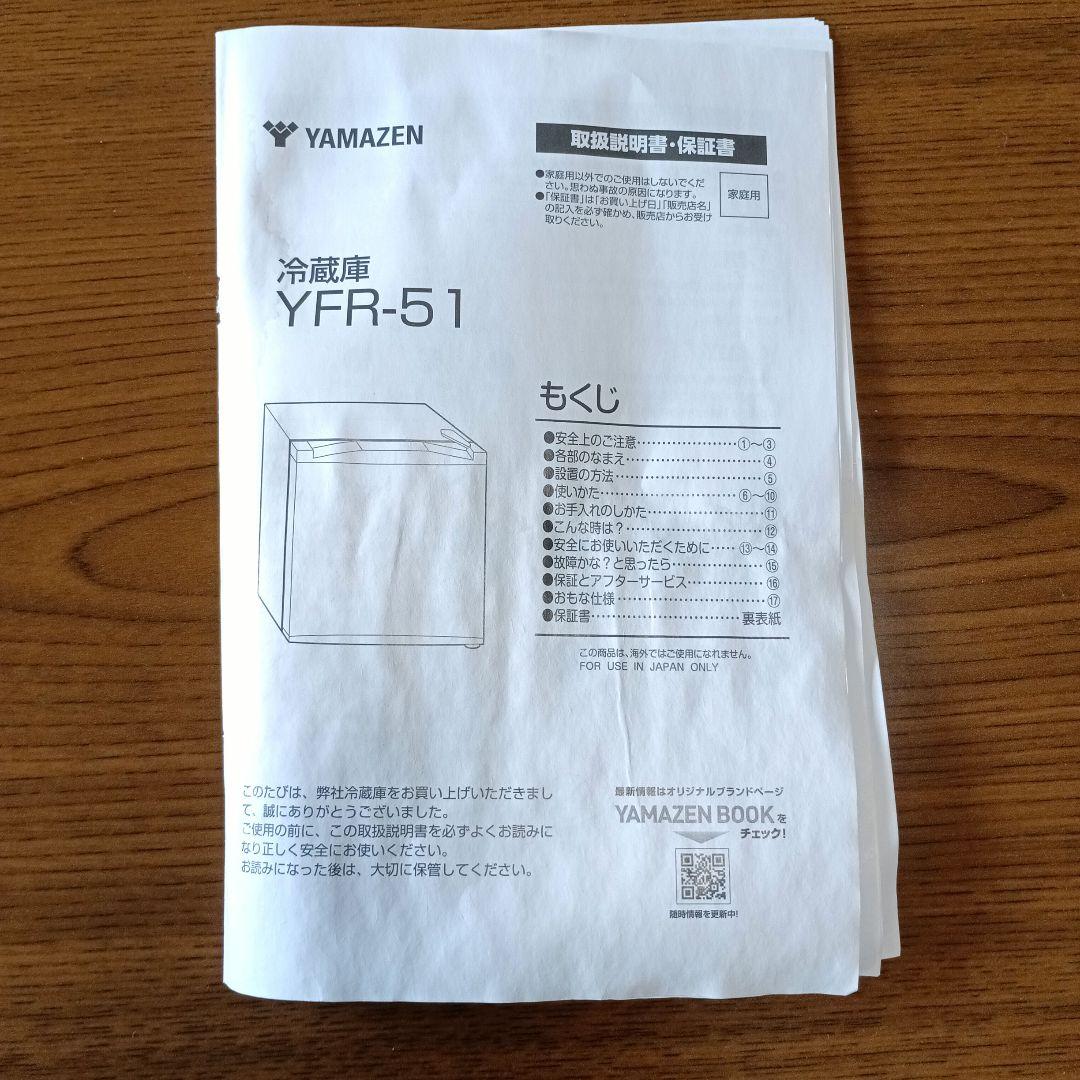 YAMAZEN
取扱説明書・保証書
●家庭用以外でのご使用はしないでくだ
さい。思わぬ事故の原因になります。
●「保証書」は「お買い上げ日」「販売店名」
の記入を必ず確かめ、販売店からお受け
取りください。
家庭用
冷蔵庫
YFR-51
もくじ
●安全上のご注意……………………①～③
●各部のなまえ……………………④
●設置の方法……………………⑤
●使いかた……………………⑥～⑩
●お手入れのしかた……………………⑪
●こんな時は？……………………⑫
●安全にお使いいただくために……⑬～⑭
●故障かな？と思ったら………………⑮
●保証とアフターサービス……………⑯
●おもな仕様……………………⑰
●保証書……………………裏表紙
この商品は、海外ではご使用になれません。
FOR USE IN JAPAN ONLY
このたびは、弊社冷蔵庫をお買い上げいただきまし
て、誠にありがとうございました。
ご使用の前に、この取扱説明書を必ずよくお読みに
なり正しく安全にお使いください。
お読みになった後は、大切に保管してください。
最新情報はオリジナルブランドページ
YAMAZEN BOOKを
チェック！
随時情報を更新中！